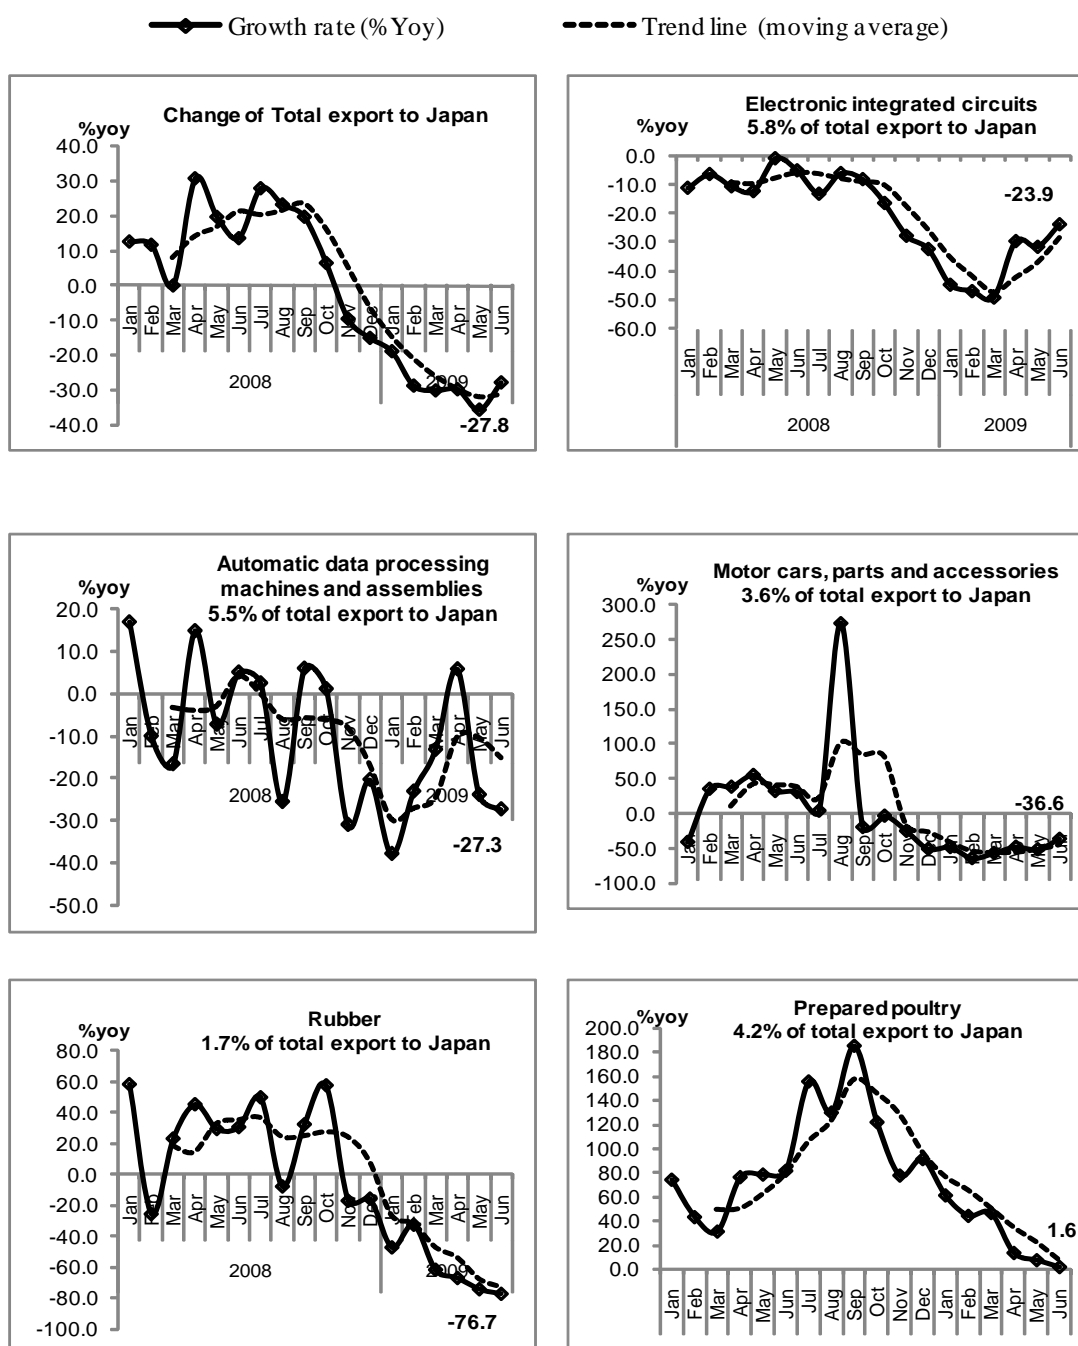 Growth rate (% Yoy)
Trend line (moving average)
Change of Total export to Japan
%yoy
40.0
30.0
20.0
10.0
0.0
-10.0
-20.0
-30.0
-40.0
Jan Feb Mar Apr May Jun Jul Aug Sep Oct Nov Dec Jan Feb Mar Apr May Jun
2008 2009
-27.8
Electronic integrated circuits
5.8% of total export to Japan
%yoy
0.0
-10.0
-20.0
-30.0
-40.0
-50.0
-60.0
-23.9
Jan Feb Mar Apr May Jun Jul Aug Sep Oct Nov Dec Jan Feb Mar Apr May Jun
2008 2009
Automatic data processing
machines and assemblies
5.5% of total export to Japan
%yoy
20.0
10.0
0.0
-10.0
-20.0
-30.0
-40.0
-50.0
Jan Feb Mar Apr May Jun Jul Aug Sep Oct Nov Dec Jan Feb Mar Apr May Jun
2008 2009
-27.3
Motor cars, parts and accessories
3.6% of total export to Japan
%yoy
300.0
250.0
200.0
150.0
100.0
50.0
0.0
-50.0
-100.0
-36.6
Jan Feb Mar Apr May Jun Jul Aug Sep Oct Nov Dec Jan Feb Mar Apr May Jun
Rubber
1.7% of total export to Japan
%yoy
80.0
60.0
40.0
20.0
0.0
-20.0
-40.0
-60.0
-80.0
-100.0
Jan Feb Mar Apr May Jun Jul Aug Sep Oct Nov Dec Jan Feb Mar Apr May Jun
2008 2009
-76.7
Prepared poultry
4.2% of total export to Japan
%yoy
200.0
180.0
160.0
140.0
120.0
100.0
80.0
60.0
40.0
20.0
0.0
1.6
Jan Feb Mar Apr May Jun Jul Aug Sep Oct Nov Dec Jan Feb Mar Apr May Jun